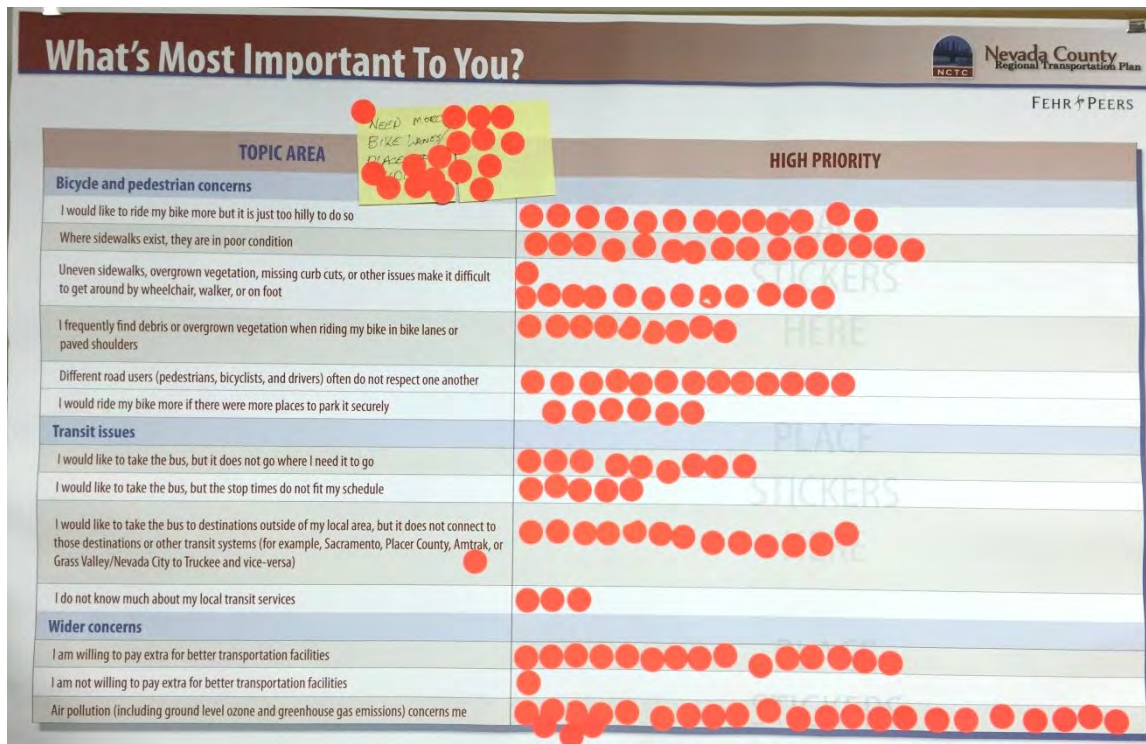 What's Most Important To You?
NCTC
Nevada County
Regional Transportation Plan
FEHR PEERS
NEED MORE
BIKE LANES/
TOPIC AREA
HIGH PRIORITY
Bicycle and pedestrian concerns
I would like to ride my bike more but it is just too hilly to do so
Where sidewalks exist, they are in poor condition
STICKERS
Uneven sidewalks, overgrown vegetation, missing curb cuts, or other issues make it difficult
to get around by wheelchair, walker, or on foot
I frequently find debris or overgrown vegetation when riding my bike in bike lanes or
paved shoulders
HERE
Different road users (pedestrians, bicyclists, and drivers) often do not respect one another
I would ride my bike more if there were more places to park it securely
Transit issues
PLACE
I would like to take the bus, but it does not go where I need it to go
I would like to take the bus, but the stop times do not fit my schedule
STICKERS
I would like to take the bus to destinations outside of my local area, but it does not connect to
those destinations or other transit systems (for example, Sacramento, Placer County, Amtrak, or
Grass Valley/Nevada City to Truckee and vice-versa)
I do not know much about my local transit services
Wider concerns
I am willing to pay extra for better transportation facilities
I am not willing to pay extra for better transportation facilities
STICKERS
Air pollution (including ground level ozone and greenhouse gas emissions) concerns me